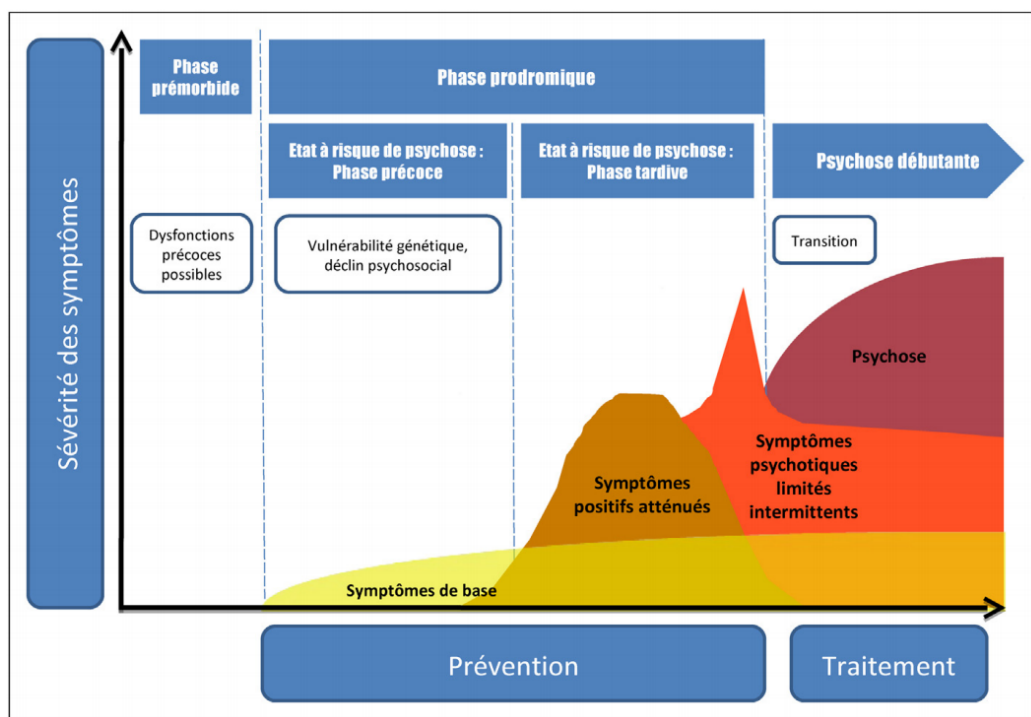 Sévérité des symptômes
Phase
prémorbide
Phase prodromique
Etat à risque de psychose :
Phase précoce
Etat à risque de psychose :
Phase tardive
Psychose débutante
Dysfonctions
précoces
possibles
Vulnérabilité génétique,
déclin psychosocial
Transition
Psychose
Symptômes
positifs atténués
Symptômes
psychotiques
limités
intermittents
Symptômes de base
Prévention
Traitement